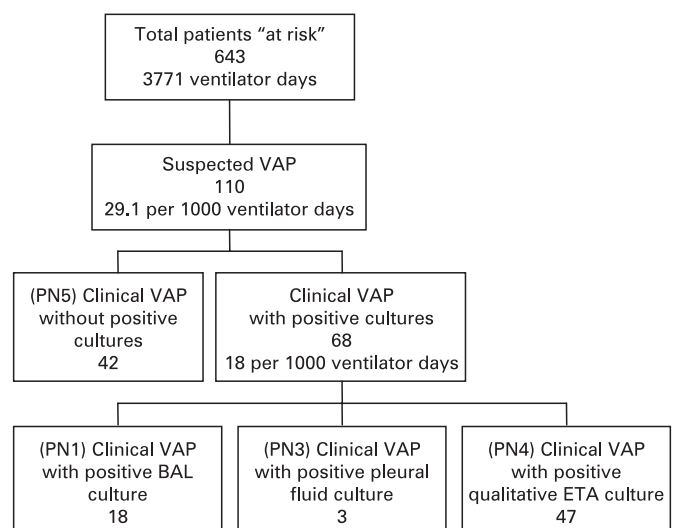 Total patients “at risk”
643
3771 ventilator days
Suspected VAP
110
29.1 per 1000 ventilator days
(PN5) Clinical VAP
without positive
cultures
42
Clinical VAP
with positive cultures
68
18 per 1000 ventilator days
(PN1) Clinical VAP
with positive BAL
culture
18
(PN3) Clinical VAP
with positive pleural
fluid culture
3
(PN4) Clinical VAP
with positive
qualitative ETA culture
47